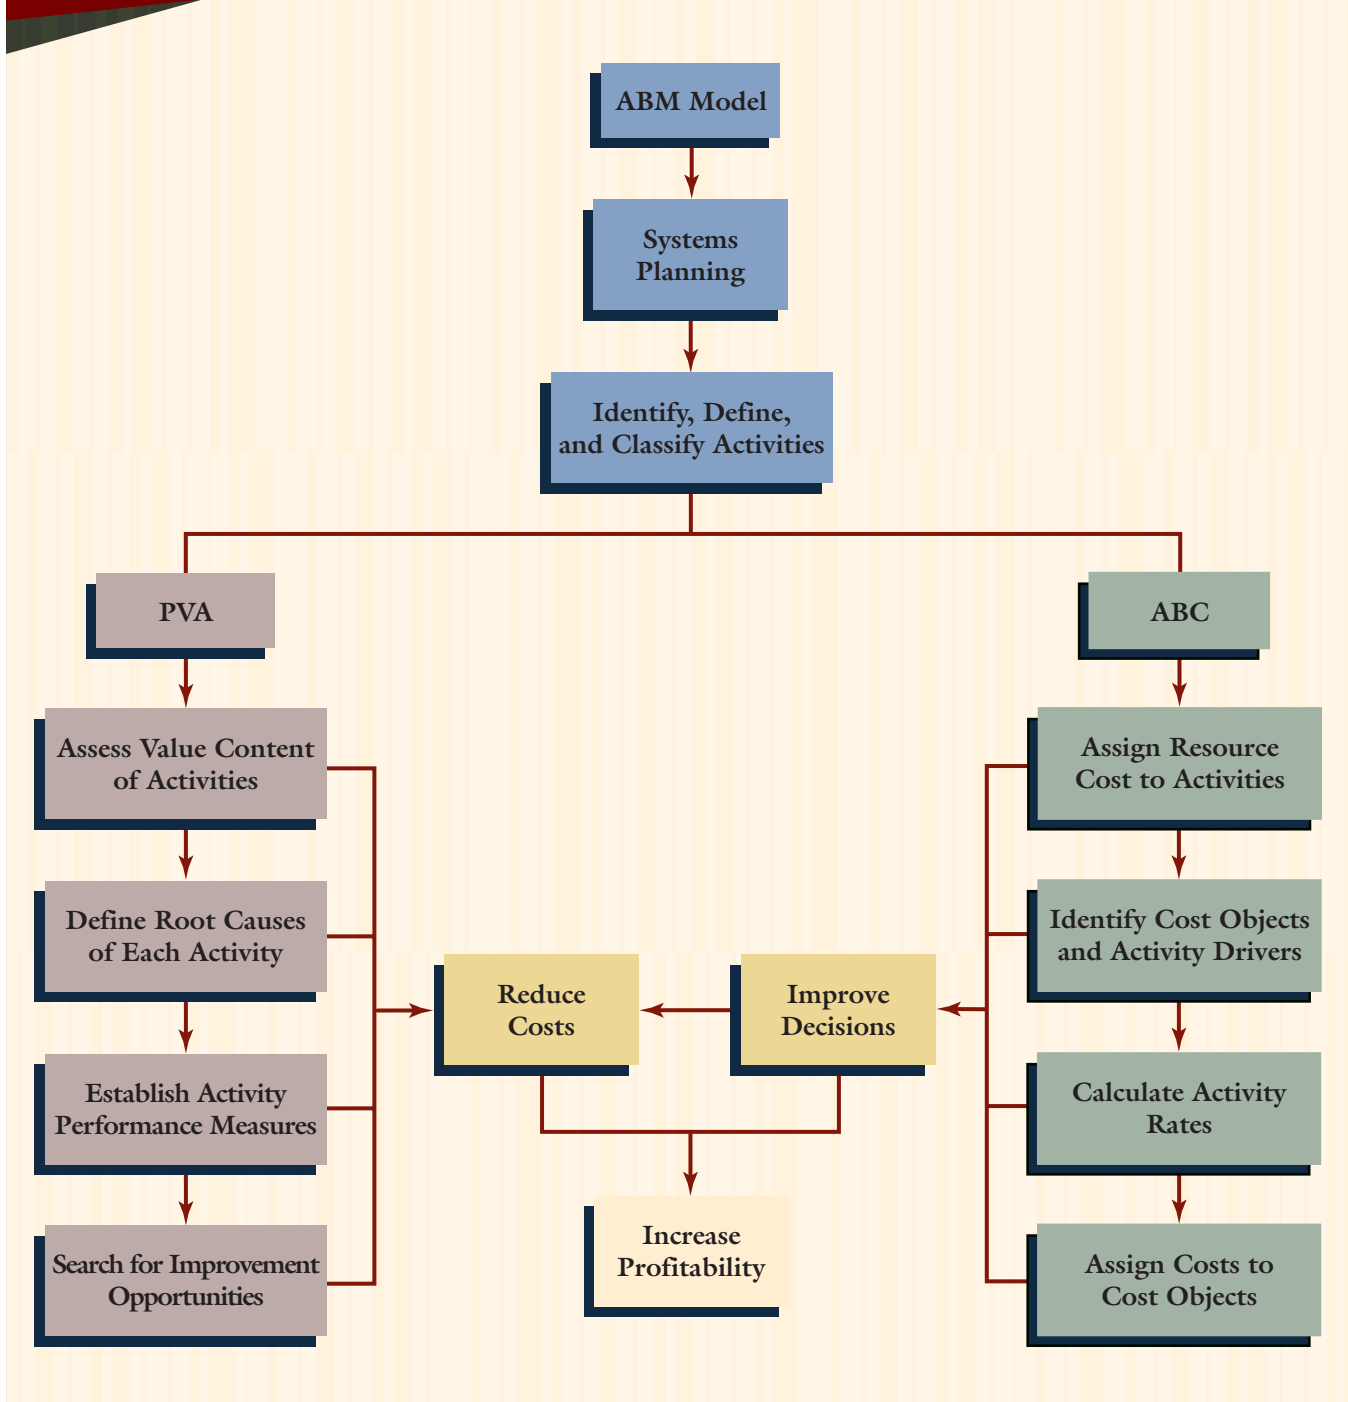 ABM Model
Systems
Planning
Identify, Define,
and Classify Activities
PVA
ABC
Assess Value Content
of Activities
Assign Resource
Cost to Activities
Define Root Causes
of Each Activity
Identify Cost Objects
and Activity Drivers
Reduce
Costs
Improve
Decisions
Establish Activity
Performance Measures
Calculate Activity
Rates
Increase
Profitability
Search for Improvement
Opportunities
Assign Costs to
Cost Objects